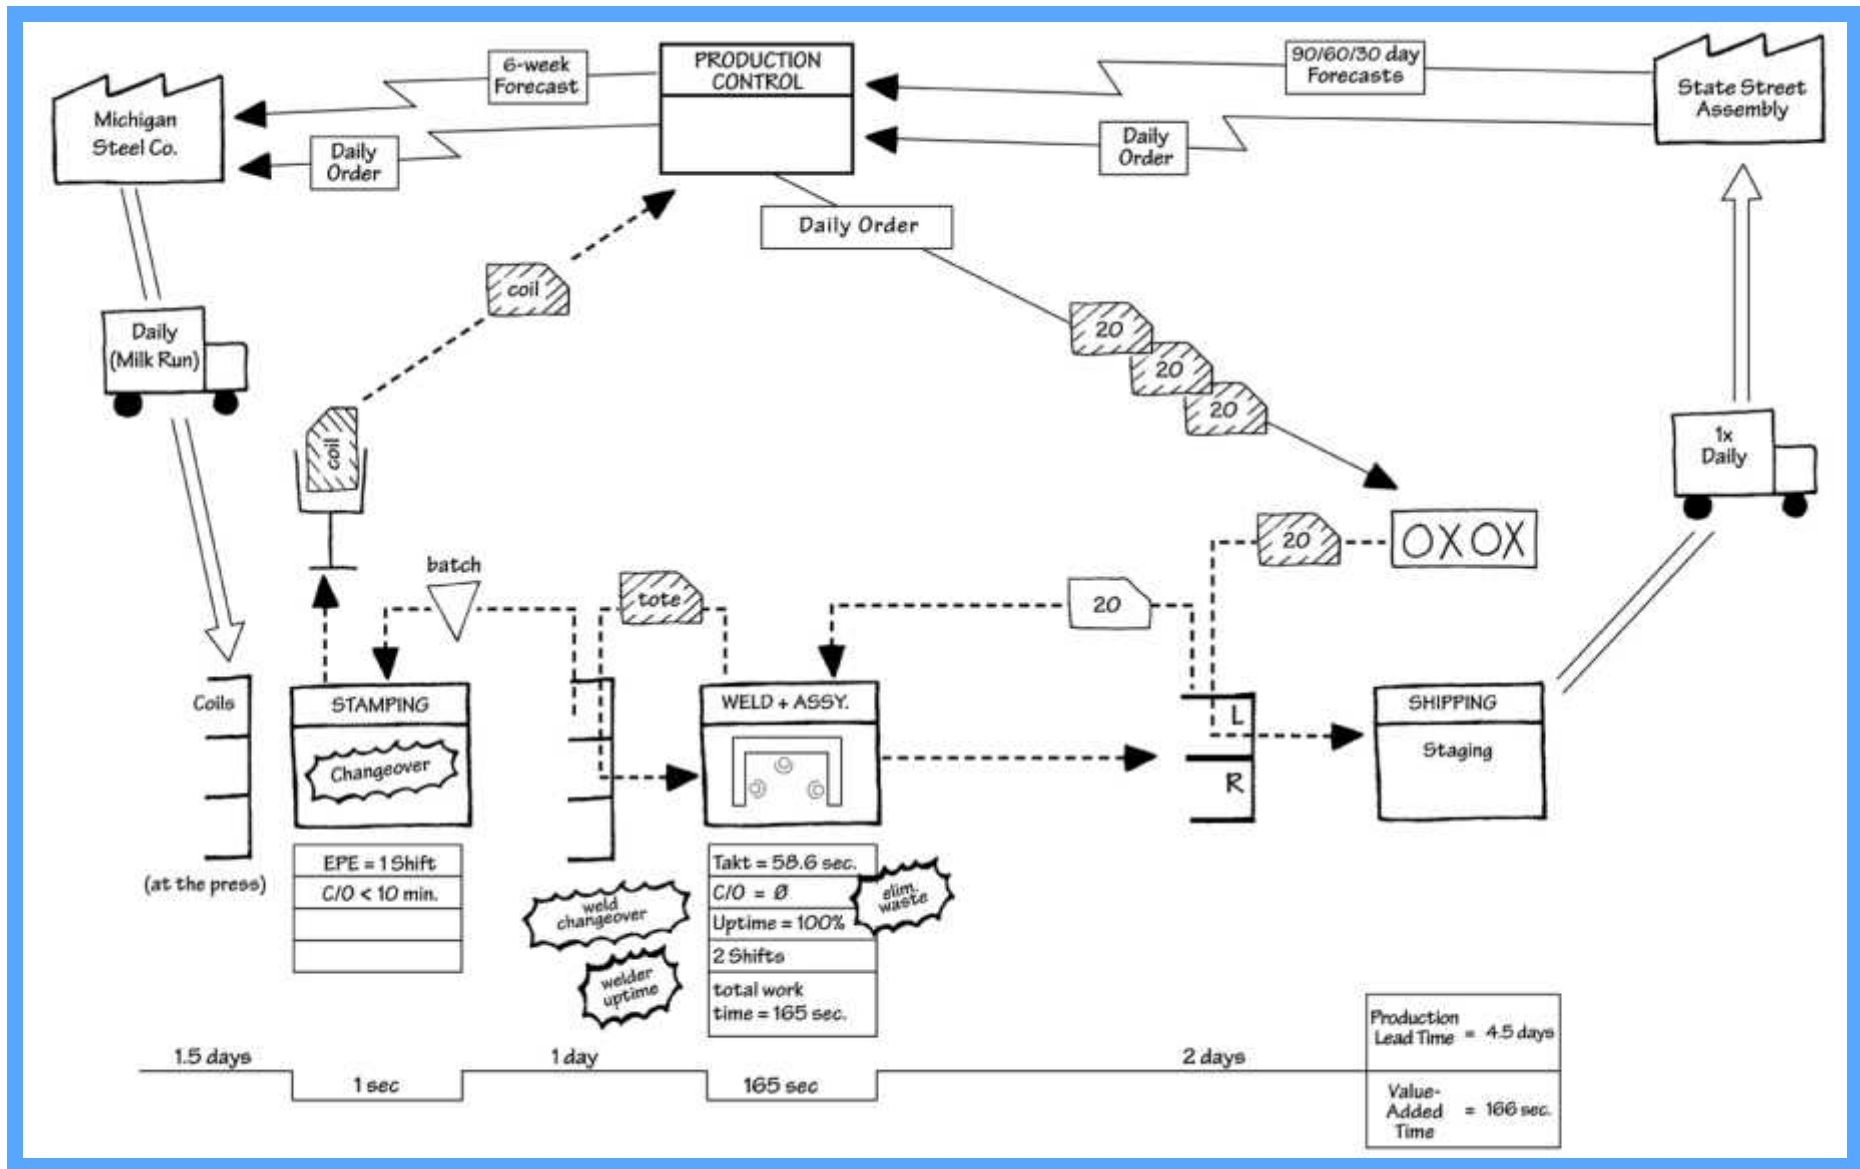 6-week
Forecast
PRODUCTION
CONTROL
90/60/30 day
Forecasts
State Street
Assembly
Michigan
Steel Co.
Daily
Order
Daily
Order
Daily Order
coil
20
20
20
Daily
(Milk Run)
coil
1x
Daily
20
OXOX
batch
tote
20
Coils
STAMPING
Changeover
WELD + ASSY.
L
R
SHIPPING
Staging
(at the press)
EPE = 1 Shift
C/O < 10 min.
weld
changeover
welder
uptime
Takt = 58.6 sec.
C/O = Ø
Uptime = 100%
2 Shifts
total work
time = 165 sec.
elim.
waste
1.5 days
1 sec
1 day
165 sec
2 days
Production
Lead Time = 4.5 days
Value-
Added = 166 sec.
Time